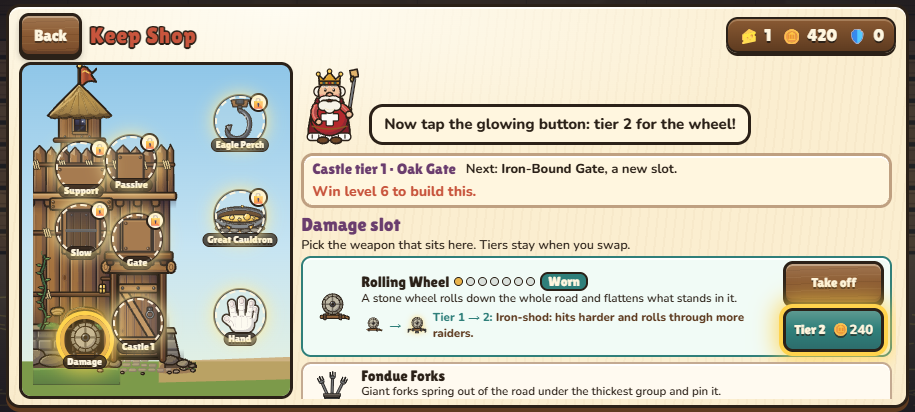 Back
Keep Shop
1
420
0
Eagle Perch
Support
Passive
Great Cauldron
Slow
Gate
Hand
Castle 1
Damage
Now tap the glowing button: tier 2 for the wheel!
Castle tier 1 · Oak Gate Next: Iron-Bound Gate, a new slot.
Win level 6 to build this.
Damage slot
Pick the weapon that sits here. Tiers stay when you swap.
Rolling Wheel Worn
A stone wheel rolls down the whole road and flattens what stands in it.
→ Tier 1 → 2: Iron-shod: hits harder and rolls through more
raiders.
Take off
Tier 2 240
Fondue Forks
Giant forks spring out of the road under the thickest group and pin it.